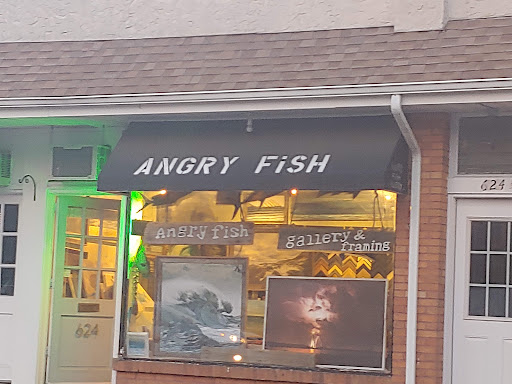 ANGRY FiSH
Angry fish
gallery &
framing
624
624